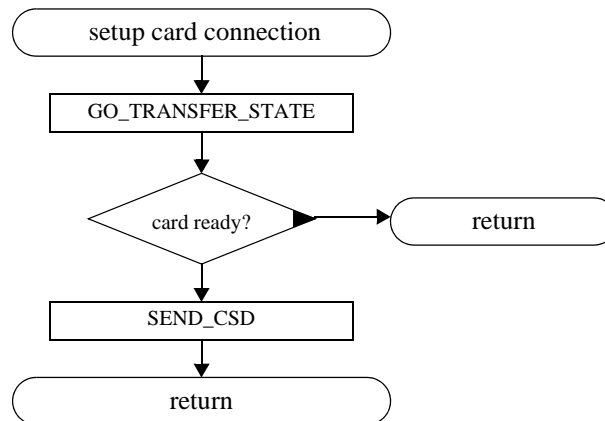 setup card connection
GO_TRANSFER_STATE
card ready?
return
SEND_CSD
return